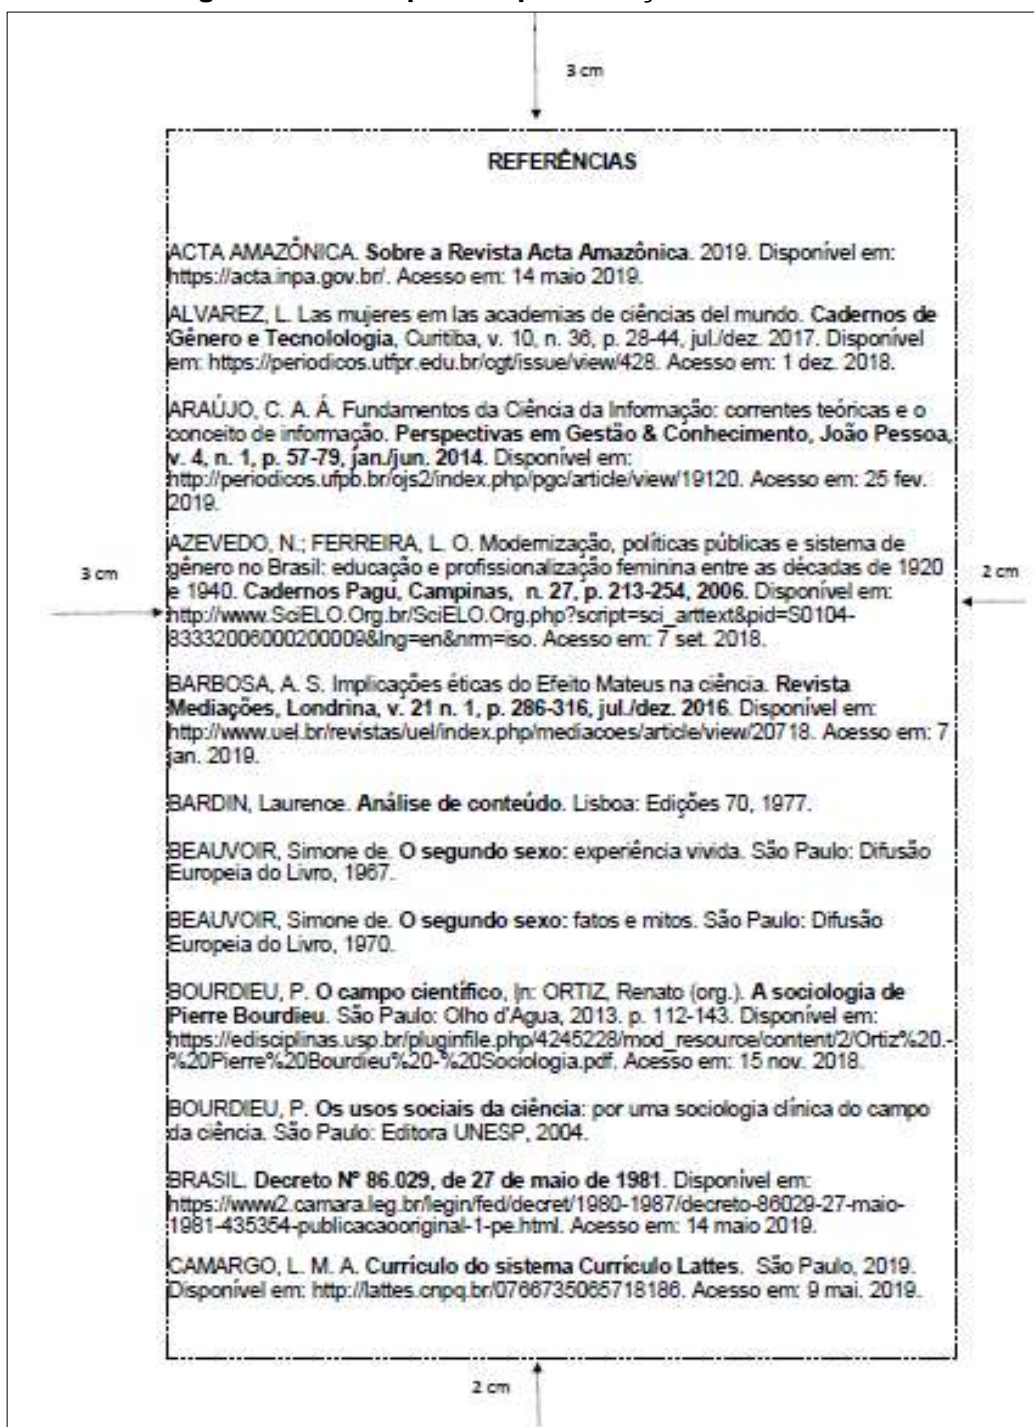 3 cm
REFERÊNCIAS
ACTA AMAZÔNICA. Sobre a Revista Acta Amazônica. 2019. Disponível em:
https://acta.inpa.gov.br/. Acesso em: 14 maio 2019.
ALVAREZ, L. Las mujeres em las academias de ciências del mundo. Cadernos de
Gênero e Tecnolologia, Curitiba, v. 10, n. 36, p. 28-44, jul./dez. 2017. Disponível
em: https://periodicos.utfpr.edu.br/cgt/issue/view/428. Acesso em: 1 dez. 2018.
ARAÚJO, C. A. Á. Fundamentos da Ciência da Informação: correntes teóricas e o
conceito de informação. Perspectivas em Gestão & Conhecimento, João Pessoa,
v. 4, n. 1, p. 57-79, jan./jun. 2014. Disponível em:
http://periodicos.ufpb.br/ojs2/index.php/pgc/article/view/19120. Acesso em: 25 fev.
2019.
AZEVEDO, N.; FERREIRA, L. O. Modernização, políticas públicas e sistema de
gênero no Brasil: educação e profissionalização feminina entre as décadas de 1920
e 1940. Cadernos Pagu, Campinas, n. 27, p. 213-254, 2006. Disponível em:
http://www.SciELO.Org.br/SciELO.Org.php?script=sci_arttext&pid=S0104-
83332006000200009&lng=en&nrm=iso. Acesso em: 7 set. 2018.
3 cm
2 cm
BARBOSA, A. S. Implicações éticas do Efeito Mateus na ciência. Revista
Mediações, Londrina, v. 21 n. 1, p. 286-316, jul./dez. 2016. Disponível em:
http://www.uel.br/revistas/uel/index.php/mediacoes/article/view/20718. Acesso em: 7
jan. 2019.
BARDIN, Laurence. Análise de conteúdo. Lisboa: Edições 70, 1977.
BEAUVOIR, Simone de. O segundo sexo: experiência vivida. São Paulo: Difusão
Europeia do Livro, 1967.
BEAUVOIR, Simone de. O segundo sexo: fatos e mitos. São Paulo: Difusão
Europeia do Livro, 1970.
BOURDIEU, P. O campo científico, In: ORTIZ, Renato (org.). A sociologia de
Pierre Bourdieu. São Paulo: Olho d'Água, 2013. p. 112-143. Disponível em:
https://edisciplinas.usp.br/pluginfile.php/4245228/mod_resource/content/2/Ortiz%20.-
%20Pierre%20Bourdieu%20-%20Sociologia.pdf. Acesso em: 15 nov. 2018.
BOURDIEU, P. Os usos sociais da ciência: por uma sociologia clínica do campo
da ciência. São Paulo: Editora UNESP, 2004.
BRASIL. Decreto Nº 86.029, de 27 de maio de 1981. Disponível em:
https://www2.camara.leg.br/legin/fed/decret/1980-1987/decreto-86029-27-maio-
1981-435354-publicacaooriginal-1-pe.html. Acesso em: 14 maio 2019.
CAMARGO, L. M. A. Currículo do sistema Currículo Lattes. São Paulo, 2019.
Disponível em: http://lattes.cnpq.br/0766735065718186. Acesso em: 9 mai. 2019.
2 cm